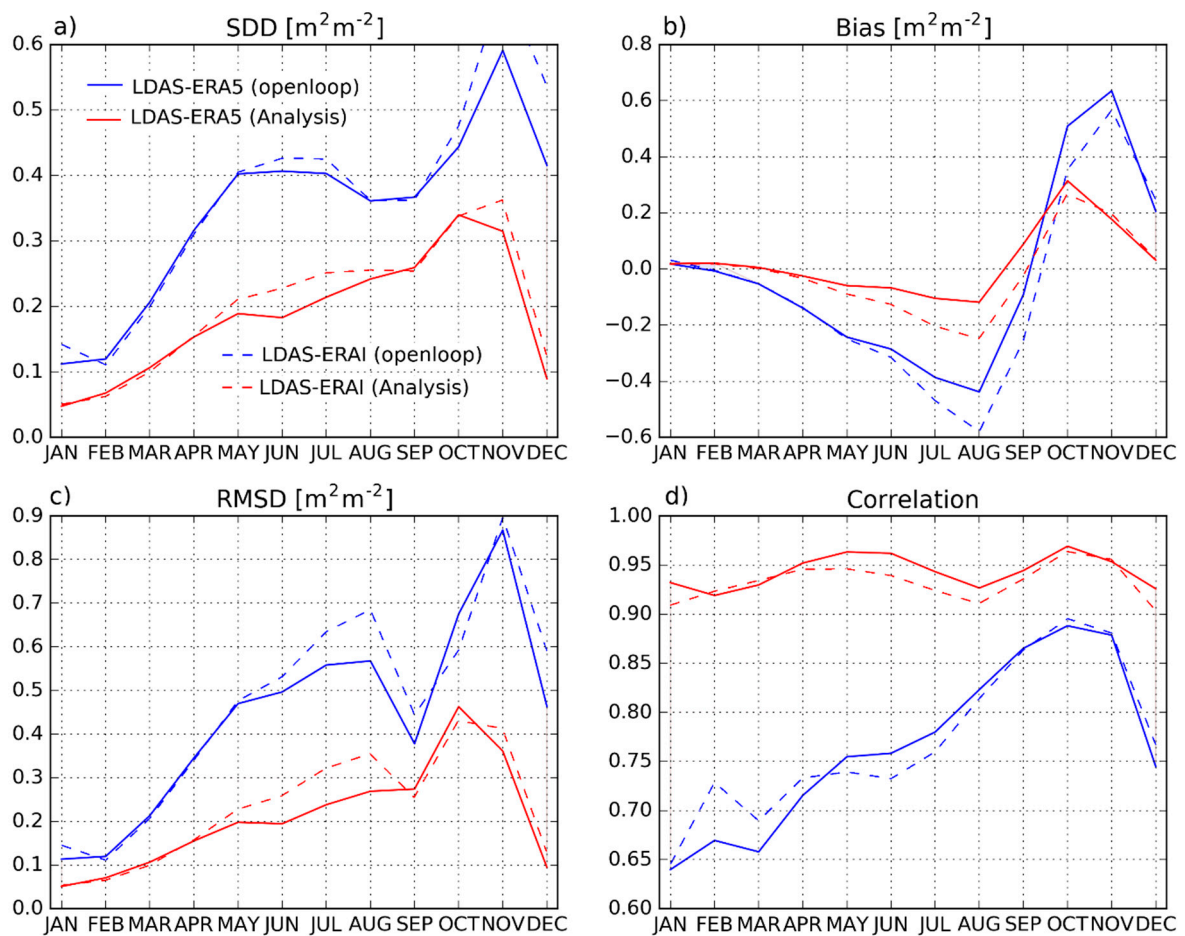 a) SDD [m²m⁻²]
0.6
0.5
0.4
0.3
0.2
0.1
0.0
LDAS-ERA5 (openloop)
LDAS-ERA5 (Analysis)
LDAS-ERAI (openloop)
LDAS-ERAI (Analysis)
JAN FEB MAR APR MAY JUN JUL AUG SEP OCT NOV DEC
b) Bias [m²m⁻²]
0.8
0.6
0.4
0.2
0.0
−0.2
−0.4
−0.6
JAN FEB MAR APR MAY JUN JUL AUG SEP OCT NOV DEC
c) RMSD [m²m⁻²]
0.9
0.8
0.7
0.6
0.5
0.4
0.3
0.2
0.1
0.0
JAN FEB MAR APR MAY JUN JUL AUG SEP OCT NOV DEC
d) Correlation
1.00
0.95
0.90
0.85
0.80
0.75
0.70
0.65
0.60
JAN FEB MAR APR MAY JUN JUL AUG SEP OCT NOV DEC